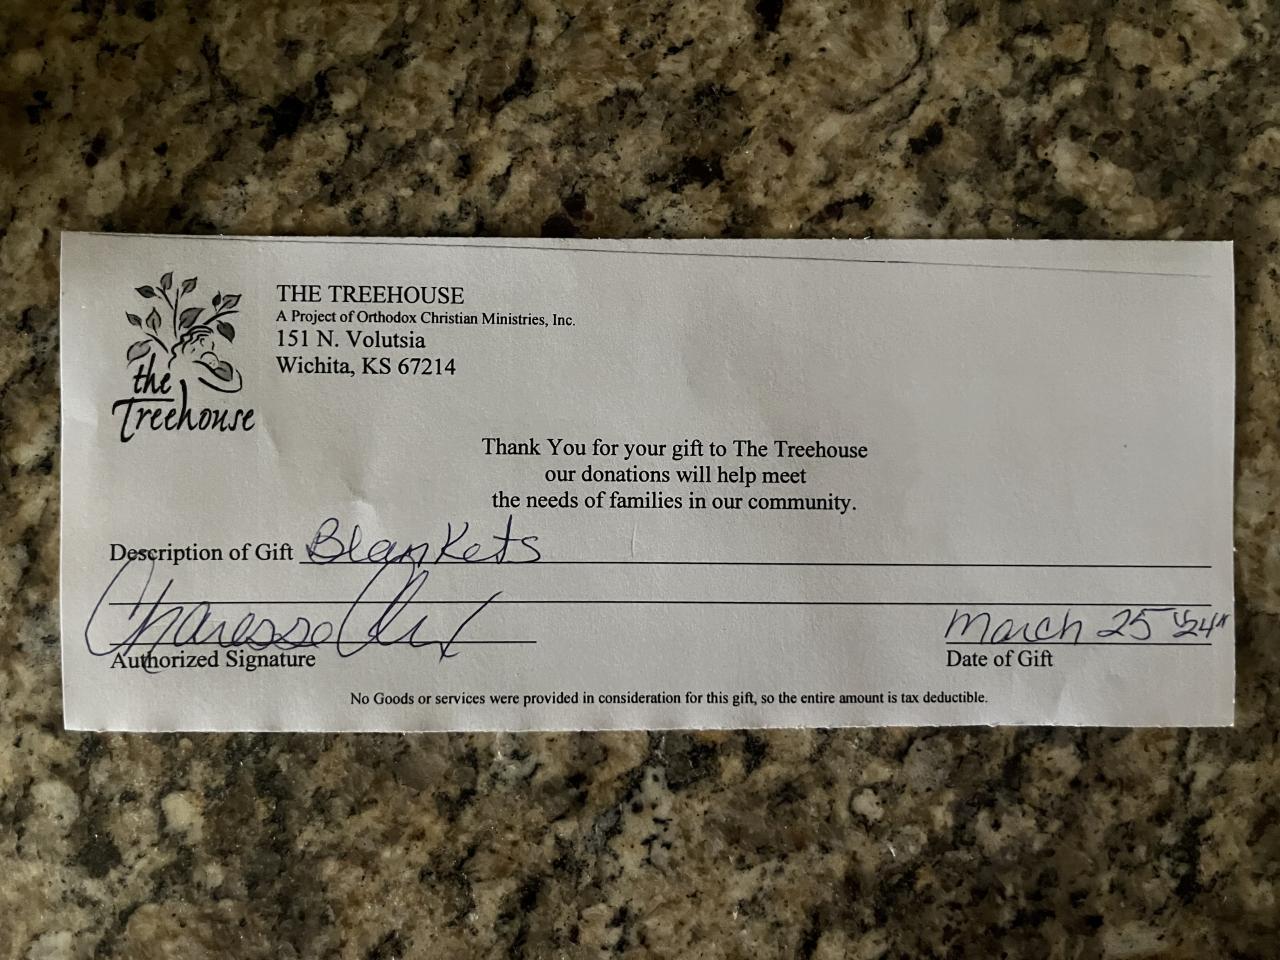 THE TREEHOUSE
A Project of Orthodox Christian Ministries, Inc.
151 N. Volutsia
Wichita, KS 67214
the
Treehouse
Thank You for your gift to The Treehouse
our donations will help meet
the needs of families in our community.
Description of Gift Blankets
March 25 "24"
Authorized Signature
Date of Gift
No Goods or services were provided in consideration for this gift, so the entire amount is tax deductible.